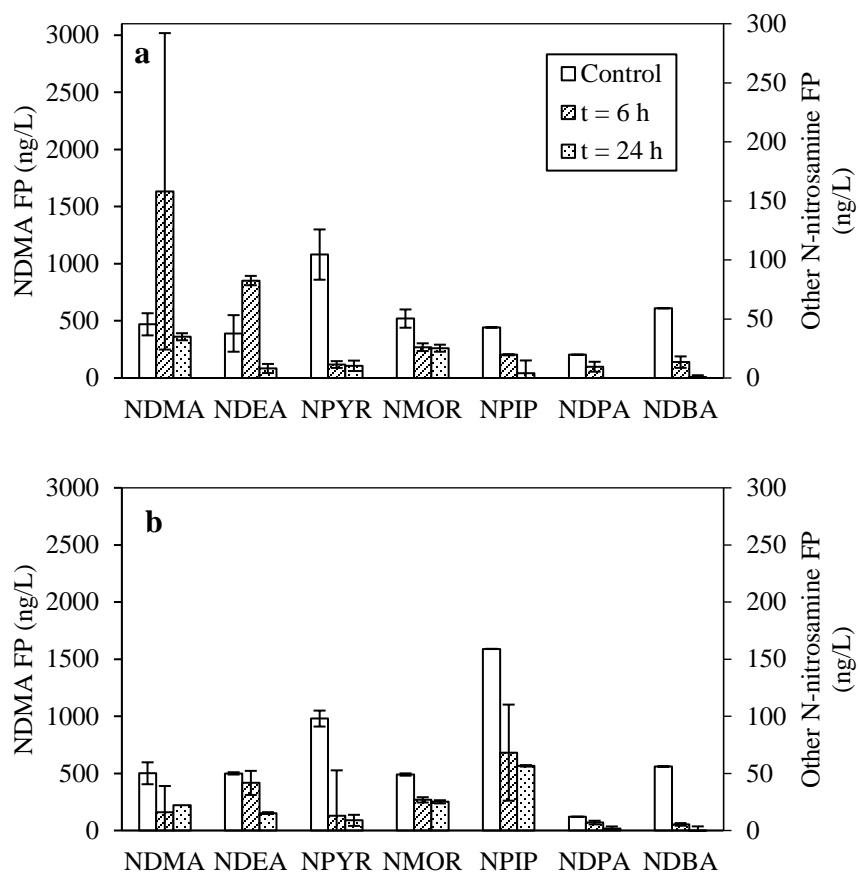 a
3000
2500
2000
1500
1000
500
0
NDMA FP (ng/L)
300
250
200
150
100
50
0
Other N-nitrosamine FP
(ng/L)
Control
t = 6 h
t = 24 h
NDMA NDEA NPYR NMOR NPIP NDPA NDBA
b
3000
2500
2000
1500
1000
500
0
NDMA FP (ng/L)
300
250
200
150
100
50
0
Other N-nitrosamine FP
(ng/L)
NDMA NDEA NPYR NMOR NPIP NDPA NDBA